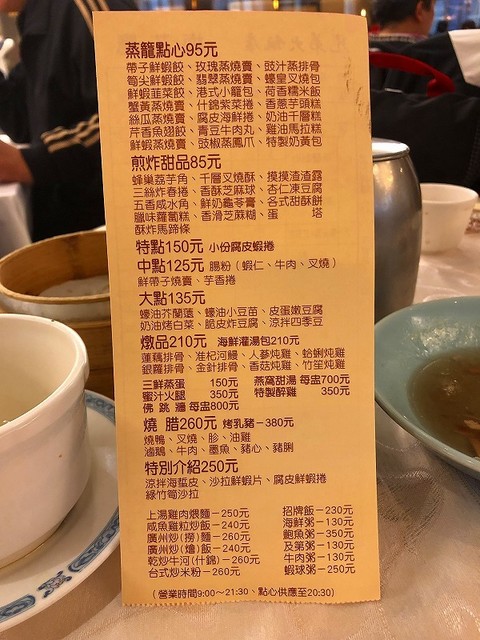 蒸籠點心95元
帶子鮮蝦餃、玫瑰蒸燒賣、豉汁蒸排骨
筍尖鮮蝦餃、翡翠蒸燒賣、蠔皇叉燒包
鮮蝦韮菜餃、港式小籠包、荷香糯米飯
蟹黃蒸燒賣、什錦紫菜捲、香蔥芋頭糕
絲瓜蒸燒賣、腐皮海鮮捲、奶油千層糕
芹香魚翅餃、青豆牛肉丸、雞油馬拉糕
鮮蝦蒸燒賣、豉椒蒸鳳爪、特製奶黃包
煎炸甜品85元
蜂巢荔芋角、千層叉燒酥、摸摸渣渣露
三絲炸春捲、香酥芝麻球、杏仁凍豆腐
五香咸水角、鮮奶龜苓膏、各式甜酥餅
臘味蘿蔔糕、香滑芝麻糊、蛋 塔
酥炸馬蹄條
特點150元 小份腐皮蝦捲
中點125元 腸粉（蝦仁、牛肉、叉燒）
鮮帶子燒賣、芋香捲
大點135元
蠔油芥蘭薳、蠔油小豆苗、皮蛋嫩豆腐
奶油烤白菜、脆皮炸豆腐、涼拌四季豆
燉品210元 海鮮灌湯包210元
蓮藕排骨、淮杞河鰻、人蔘炖雞、蛤蜊炖雞
銀蘿排骨、金針排骨、香菇炖雞、竹笙炖雞
三鮮蒸蛋 150元 燕窩甜湯 每盅700元
蜜汁火腿 350元 特製醉雞 350元
佛跳牆 每盅800元
燒 腊260元 烤乳豬－380元
燒鴨、叉燒、胗、油雞
滷鵝、牛肉、墨魚、豬心、豬脷
特別介紹250元
涼拌海蜇皮、沙拉鮮蝦片、腐皮鮮蝦捲
綠竹筍沙拉
上湯雞肉煨麵－250元 招牌飯－230元
咸魚雞粒炒飯－240元 海鮮粥－130元
廣州炒(撈)麵－260元 鮑魚粥－350元
廣州炒(燴)飯－240元 及第粥－130元
乾炒牛河(什錦)－260元 牛肉粥－130元
台式炒米粉－260元 蝦球粥－250元
（營業時間9:00～21:30、點心供應至20:30）